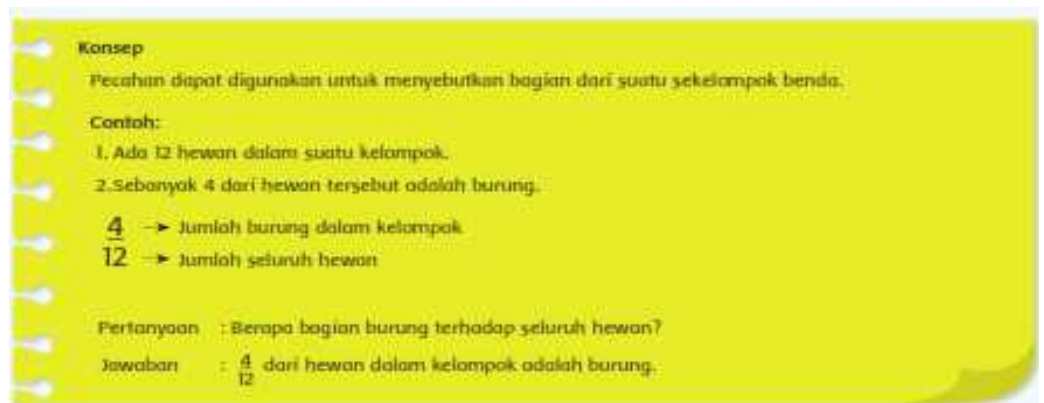 Konsep
Pecahan dapat digunakan untuk menyebutkan bagian dari suatu sekelompok benda.
Contoh:
1. Ada 12 hewan dalam suatu kelompok.
2.Sebanyak 4 dari hewan tersebut adalah burung.
4 → Jumlah burung dalam kelompok
12 → Jumlah seluruh hewan
Pertanyaan : Berapa bagian burung terhadap seluruh hewan?
Jawaban : 4/12 dari hewan dalam kelompok adalah burung.